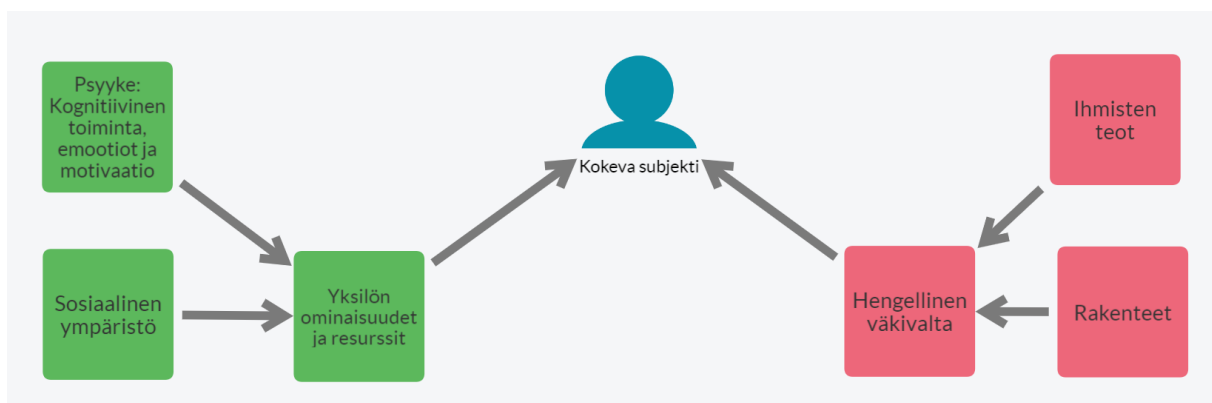 Psyyke:
Kognitiivinen
toiminta,
emootiot ja
motivaatio
Sosiaalinen
ympäristö
Yksilön
ominaisuudet
ja resurssit
Kokeva subjekti
Hengellinen
väkivalta
Ihmisten
teot
Rakenteet